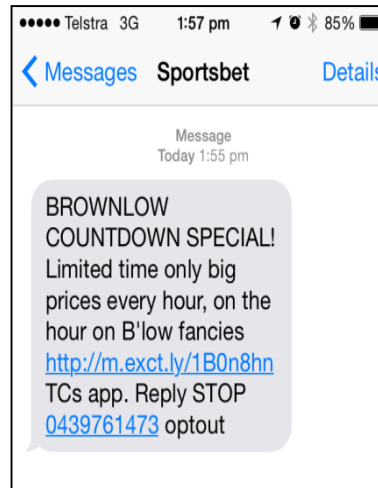 Telstra 3G 1:57 pm 85%
Messages Sportsbet Details
Message
Today 1:55 pm
BROWNLOW
COUNTDOWN SPECIAL!
Limited time only big
prices every hour, on the
hour on B'low fancies
http://m.exct.ly/1B0n8hn
TCs app. Reply STOP
0439761473 optout